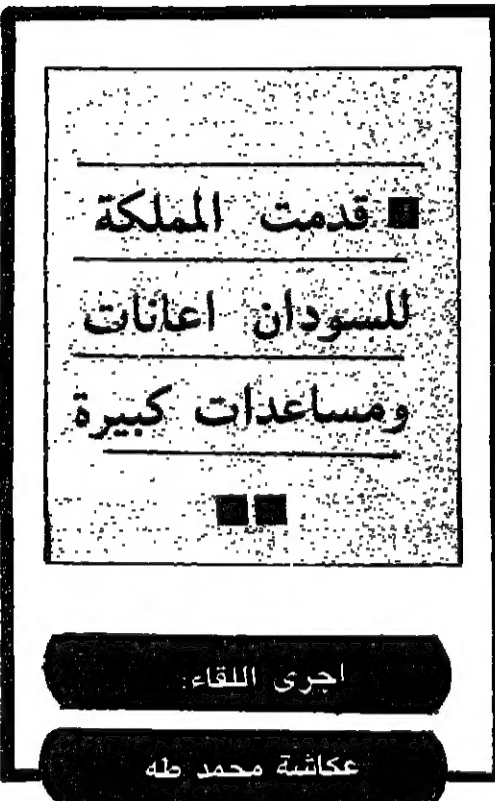 ■ قدمت المملكة
للسودان اعانات
ومساعدات كبيرة
■■
اجرى اللقاء:
عكاشة محمد طه